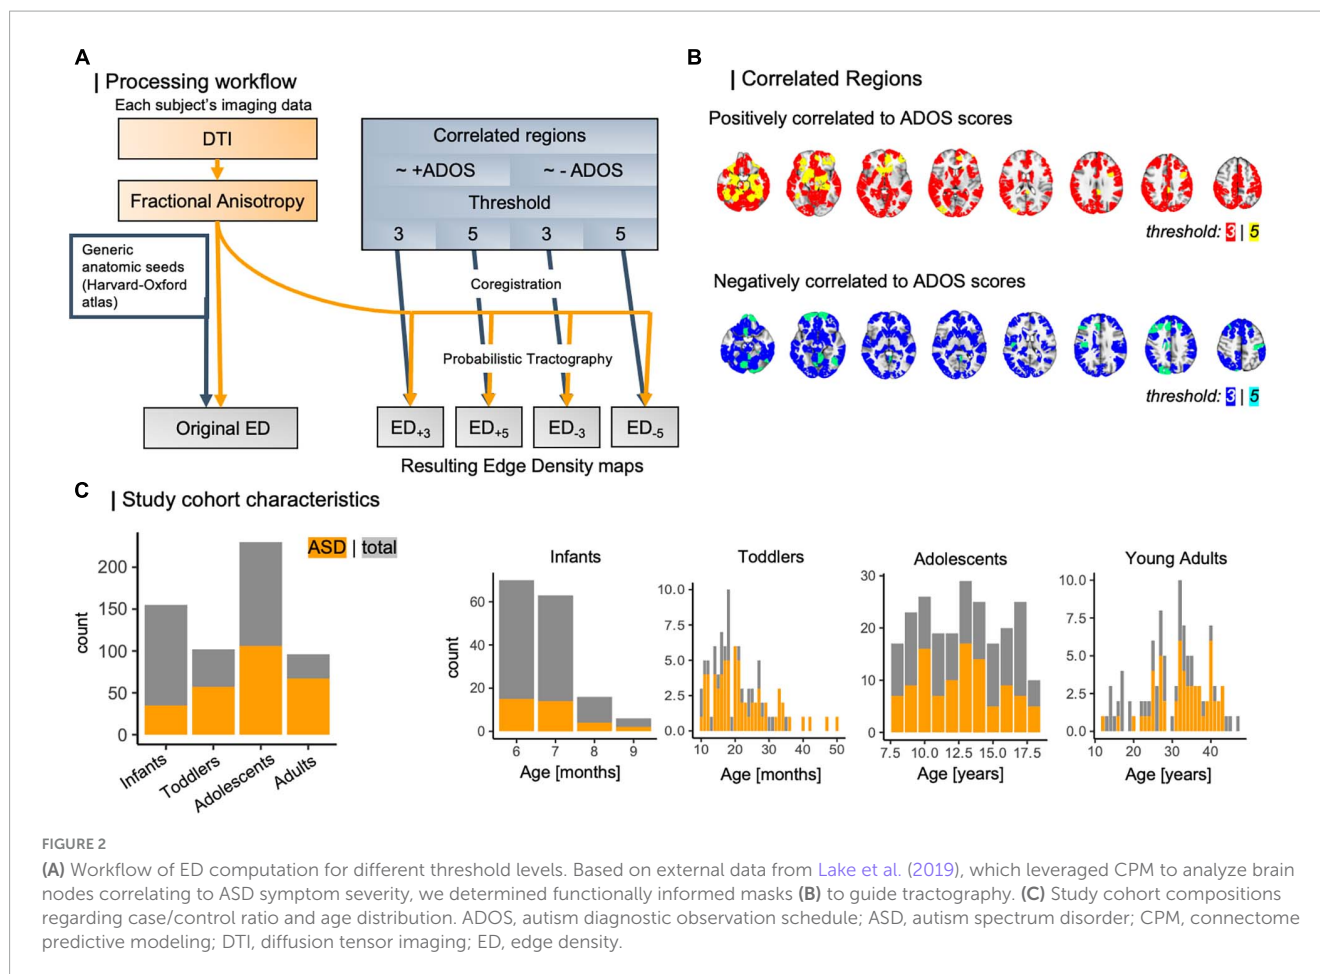 A
| Processing workflow
Each subject's imaging data
DTI
Fractional Anisotropy
Generic
anatomic seeds
(Harvard-Oxford
atlas)
Correlated regions
~ +ADOS ~ - ADOS
Threshold
3 5 3 5
Coregistration
Probabilistic Tractography
Original ED
ED+3 ED+5 ED-3 ED-5
Resulting Edge Density maps
B
| Correlated Regions
Positively correlated to ADOS scores
threshold: 3 | 5
Negatively correlated to ADOS scores
threshold: 3 | 5
C
| Study cohort characteristics
ASD | total
count
200
150
100
50
0
Infants Toddlers Adolescents Adults
Infants
count
60
40
20
0
6 7 8 9
Age [months]
Toddlers
10.0
7.5
5.0
2.5
0.0
10 20 30 40 50
Age [months]
Adolescents
30
20
10
0
7.5 10.0 12.5 15.0 17.5
Age [years]
Young Adults
10.0
7.5
5.0
2.5
0.0
10 20 30 40
Age [years]
FIGURE 2
(A) Workflow of ED computation for different threshold levels. Based on external data from Lake et al. (2019), which leveraged CPM to analyze brain
nodes correlating to ASD symptom severity, we determined functionally informed masks (B) to guide tractography. (C) Study cohort compositions
regarding case/control ratio and age distribution. ADOS, autism diagnostic observation schedule; ASD, autism spectrum disorder; CPM, connectome
predictive modeling; DTI, diffusion tensor imaging; ED, edge density.